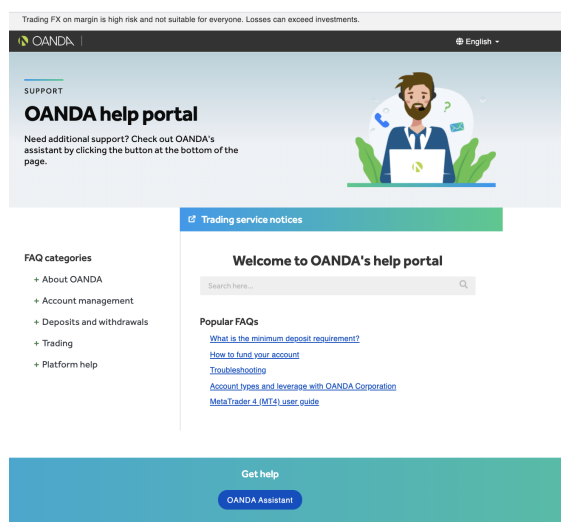 Trading FX on margin is high risk and not suitable for everyone. Losses can exceed investments.
OANDA
English
SUPPORT
OANDA help portal
Need additional support? Check out OANDA's
assistant by clicking the button at the bottom of the
page.
?
Trading service notices
FAQ categories
+ About OANDA
+ Account management
+ Deposits and withdrawals
+ Trading
+ Platform help
Welcome to OANDA's help portal
Search here...
Popular FAQs
What is the minimum deposit requirement?
How to fund your account
Troubleshooting
Account types and leverage with OANDA Corporation
MetaTrader 4 (MT4) user guide
Get help
OANDA Assistant